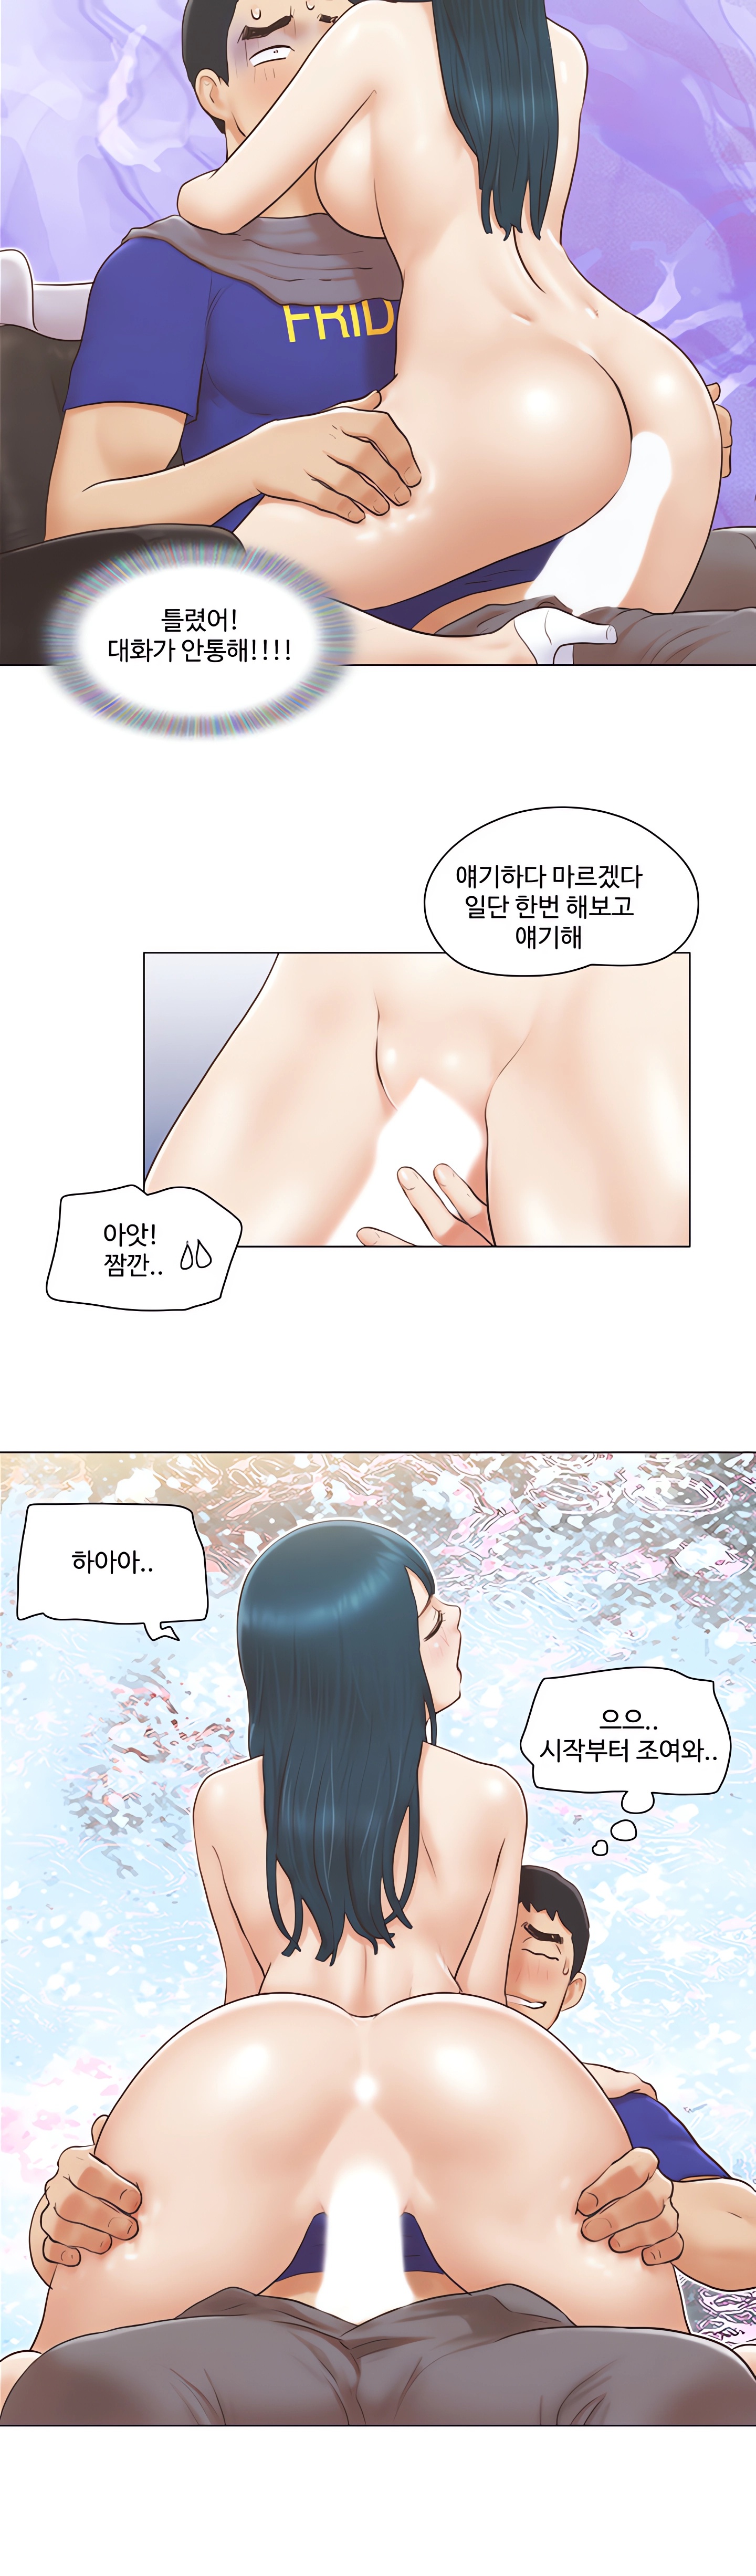 FRID
틀렸어!
대화가 안통해!!!!
얘기하다 마르겠다
일단 한번 해보고
얘기해
아앗!
짬깐..
하아아..
으으..
시작부터 조여와..